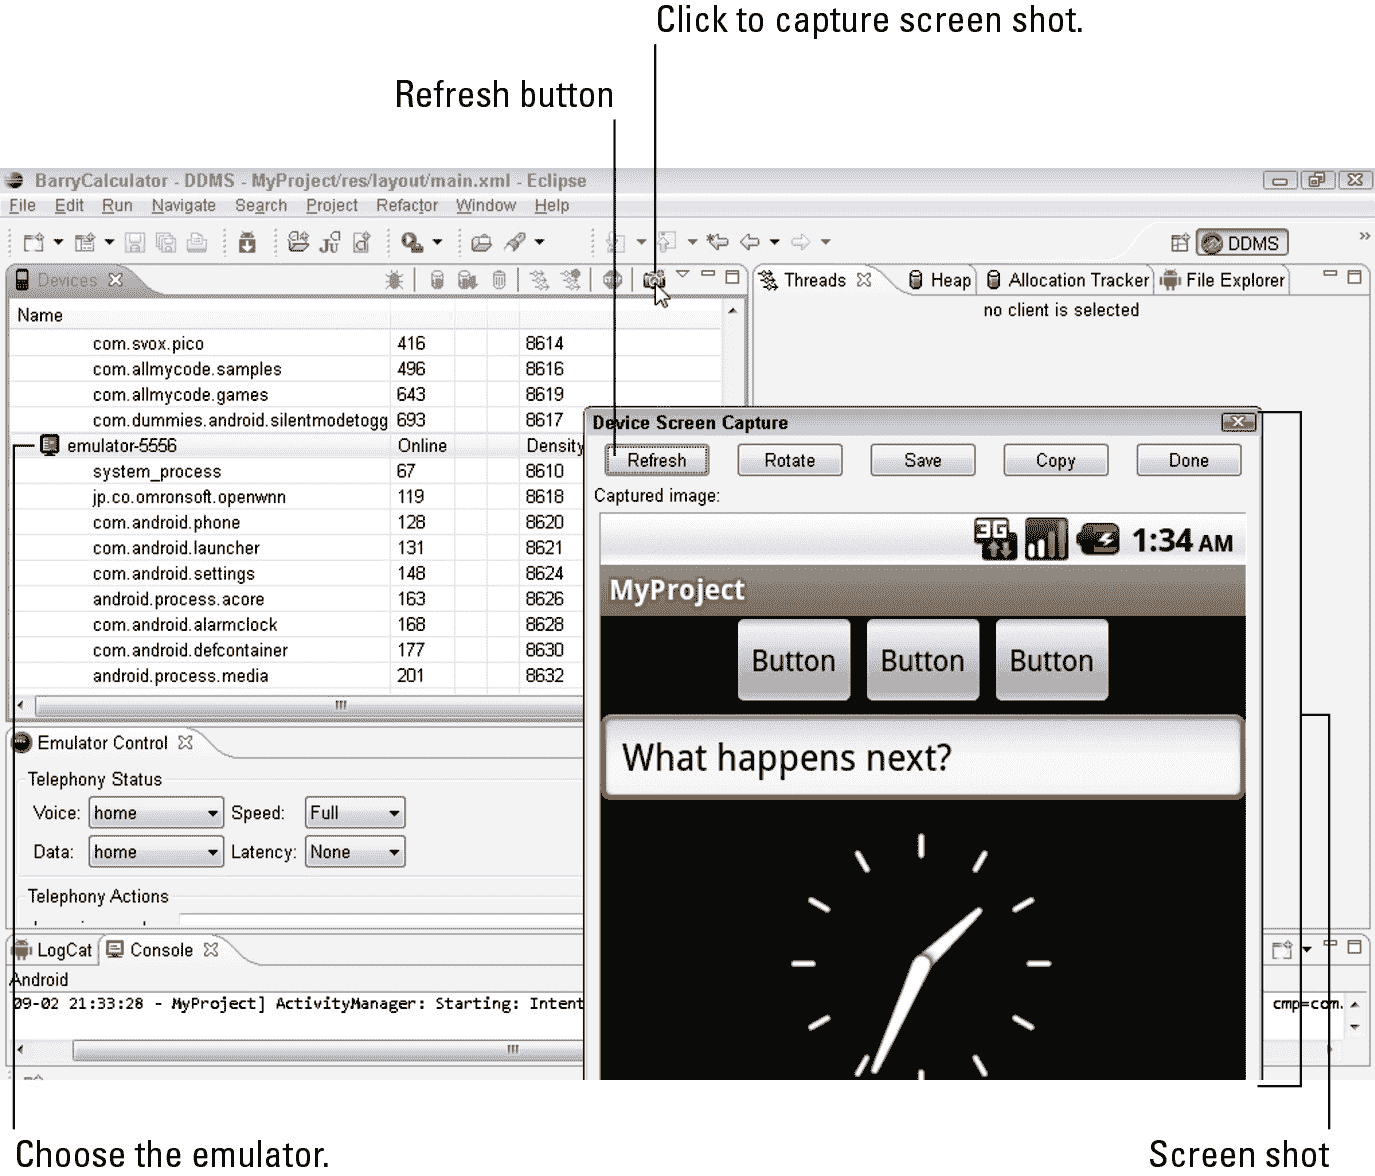 Click to capture screen shot.
Refresh button
BarryCalculator - DDMS - MyProject/res/layout/main.xml - Eclipse
File Edit Run Navigate Search Project Refactor Window Help
Ju DDMS
Devices Threads Heap Allocation Tracker File Explorer
Name no client is selected
com.svox.pico 416 8614
com.allmycode.samples 496 8616
com.allmycode.games 643 8619
com.dummies.android.silentmodetogg 693 8617
emulator-5556 Online Density
system_process 67 8610
jp.co.omronsoft.openwnn 119 8618
com.android.phone 128 8620
com.android.launcher 131 8621
com.android.settings 148 8624
android.process.acore 163 8626
com.android.alarmclock 168 8628
com.android.defcontainer 177 8630
android.process.media 201 8632
Device Screen Capture
Refresh Rotate Save Copy Done
Captured image:
3G 1:34 AM
MyProject
Button Button Button
What happens next?
Emulator Control
Telephony Status
Voice: home Speed: Full
Data: home Latency: None
Telephony Actions
LogCat Console
Android
09-02 21:33:28 - MyProject] ActivityManager: Starting: Intent cmp=com.
Choose the emulator.
Screen shot